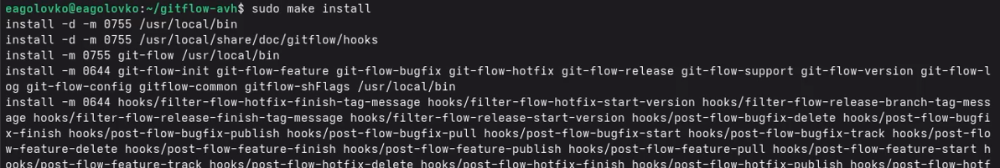 eagolovko@eagolovko:~/gitflow-avh$ sudo make install
install -d -m 0755 /usr/local/bin
install -d -m 0755 /usr/local/share/doc/gitflow/hooks
install -m 0755 git-flow /usr/local/bin
install -m 0644 git-flow-init git-flow-feature git-flow-bugfix git-flow-hotfix git-flow-release git-flow-support git-flow-version git-flow-l
og git-flow-config gitflow-common gitflow-shFlags /usr/local/bin
install -m 0644 hooks/filter-flow-hotfix-finish-tag-message hooks/filter-flow-hotfix-start-version hooks/filter-flow-release-branch-tag-mess
age hooks/filter-flow-release-finish-tag-message hooks/filter-flow-release-start-version hooks/post-flow-bugfix-delete hooks/post-flow-bugfi
x-finish hooks/post-flow-bugfix-publish hooks/post-flow-bugfix-pull hooks/post-flow-bugfix-start hooks/post-flow-bugfix-track hooks/post-flo
w-feature-delete hooks/post-flow-feature-finish hooks/post-flow-feature-publish hooks/post-flow-feature-pull hooks/post-flow-feature-start h
ooks/post-flow-feature-track hooks/post-flow-hotfix-delete hooks/post-flow-hotfix-finish hooks/post-flow-hotfix-publish hooks/post-flow-hotf